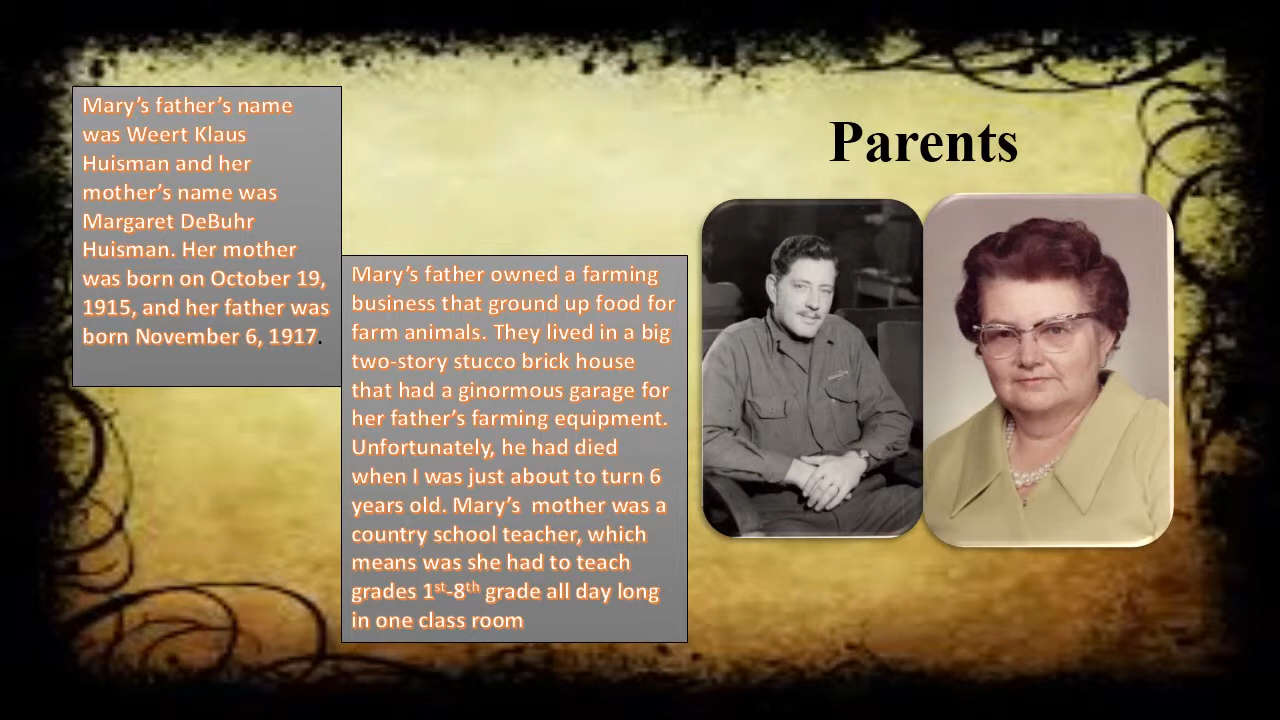 Mary’s father’s name
was Weert Klaus
Huisman and her
mother’s name was
Margaret DeBuhr
Huisman. Her mother
was born on October 19,
1915, and her father was
born November 6, 1917.
Parents
Mary’s father owned a farming
business that ground up food for
farm animals. They lived in a big
two-story stucco brick house
that had a ginormous garage for
her father’s farming equipment.
Unfortunately, he had died
when I was just about to turn 6
years old. Mary’s  mother was a
country school teacher, which
means was she had to teach
grades 1st-8th grade all day long
in one class room